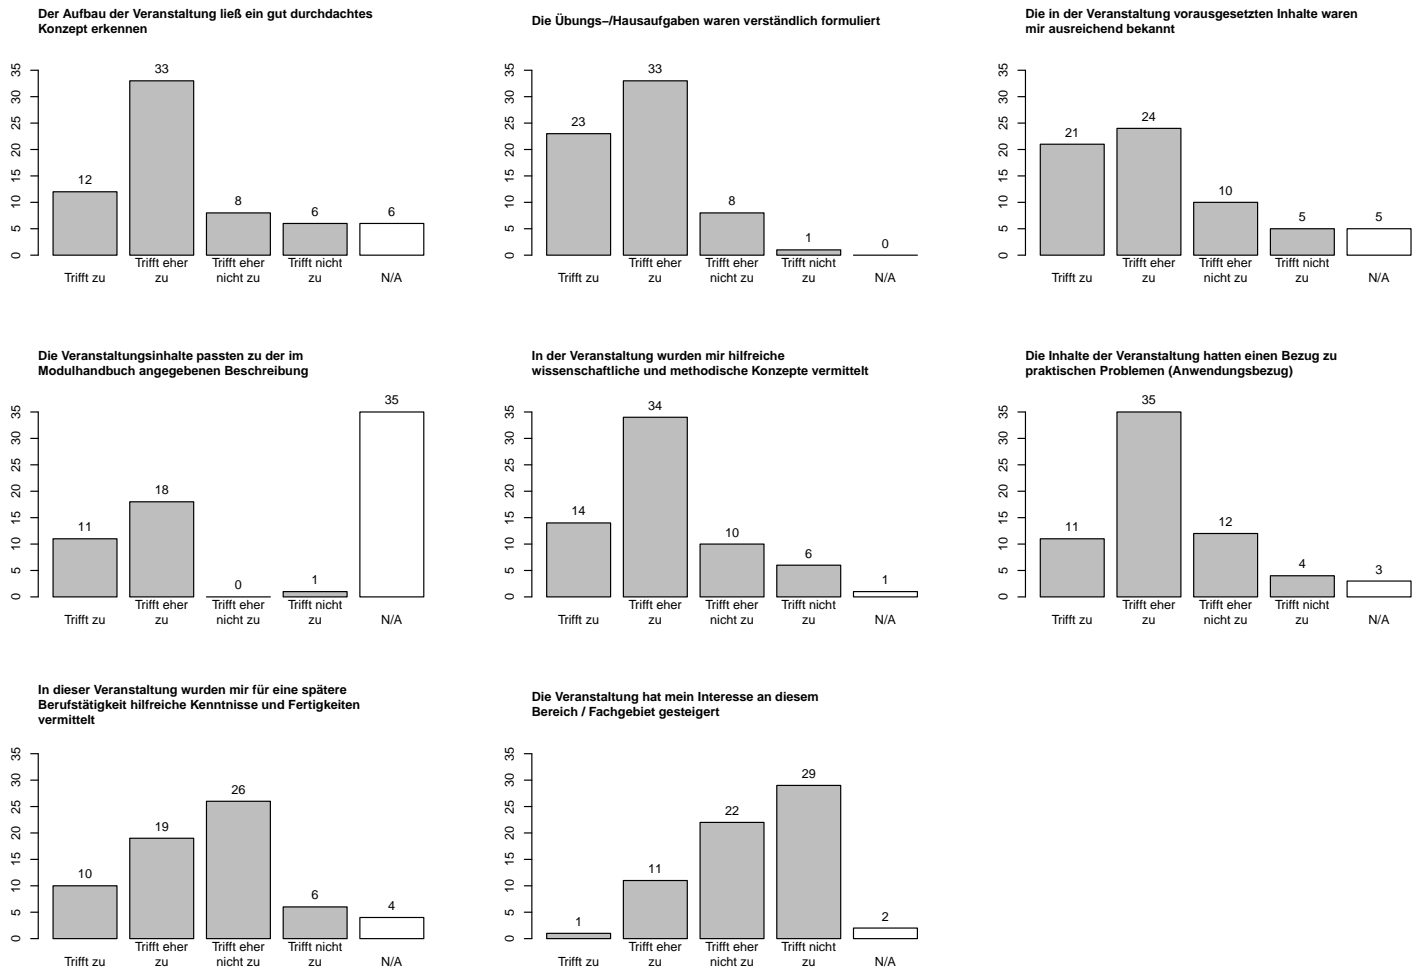 Der Aufbau der Veranstaltung ließ ein gut durchdachtes
Konzept erkennen
35
30
25
20
15
10
5
0
12
33
8
6
6
Trifft zu
Trifft eher
zu
Trifft eher
nicht zu
Trifft nicht
zu
N/A
Die Übungs−/Hausaufgaben waren verständlich formuliert
35
30
25
20
15
10
5
0
23
33
8
1
0
Trifft zu
Trifft eher
zu
Trifft eher
nicht zu
Trifft nicht
zu
N/A
Die in der Veranstaltung vorausgesetzten Inhalte waren
mir ausreichend bekannt
35
30
25
20
15
10
5
0
21
24
10
5
5
Trifft zu
Trifft eher
zu
Trifft eher
nicht zu
Trifft nicht
zu
N/A
Die Veranstaltungsinhalte passten zu der im
Modulhandbuch angegebenen Beschreibung
35
30
25
20
15
10
5
0
11
18
0
1
35
Trifft zu
Trifft eher
zu
Trifft eher
nicht zu
Trifft nicht
zu
N/A
In der Veranstaltung wurden mir hilfreiche
wissenschaftliche und methodische Konzepte vermittelt
35
30
25
20
15
10
5
0
14
34
10
6
1
Trifft zu
Trifft eher
zu
Trifft eher
nicht zu
Trifft nicht
zu
N/A
Die Inhalte der Veranstaltung hatten einen Bezug zu
praktischen Problemen (Anwendungsbezug)
35
30
25
20
15
10
5
0
11
35
12
4
3
Trifft zu
Trifft eher
zu
Trifft eher
nicht zu
Trifft nicht
zu
N/A
In dieser Veranstaltung wurden mir für eine spätere
Berufstätigkeit hilfreiche Kenntnisse und Fertigkeiten
vermittelt
35
30
25
20
15
10
5
0
10
19
26
6
4
Trifft zu
Trifft eher
zu
Trifft eher
nicht zu
Trifft nicht
zu
N/A
Die Veranstaltung hat mein Interesse an diesem
Bereich / Fachgebiet gesteigert
35
30
25
20
15
10
5
0
1
11
22
29
2
Trifft zu
Trifft eher
zu
Trifft eher
nicht zu
Trifft nicht
zu
N/A